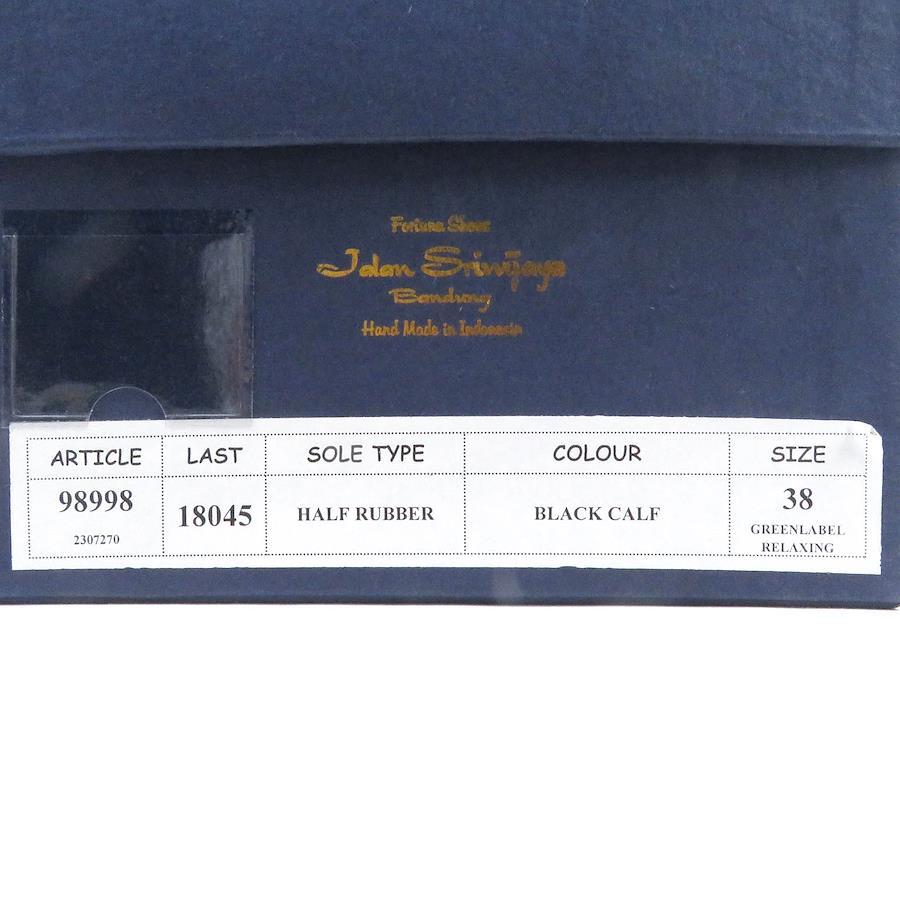 Fortuna Shoes
Jalan Sriwijaya
Bandung
Hand Made in Indonesia
ARTICLE LAST SOLE TYPE COLOUR SIZE
98998 18045 HALF RUBBER BLACK CALF 38
2307270 GREENLABEL
RELAXING